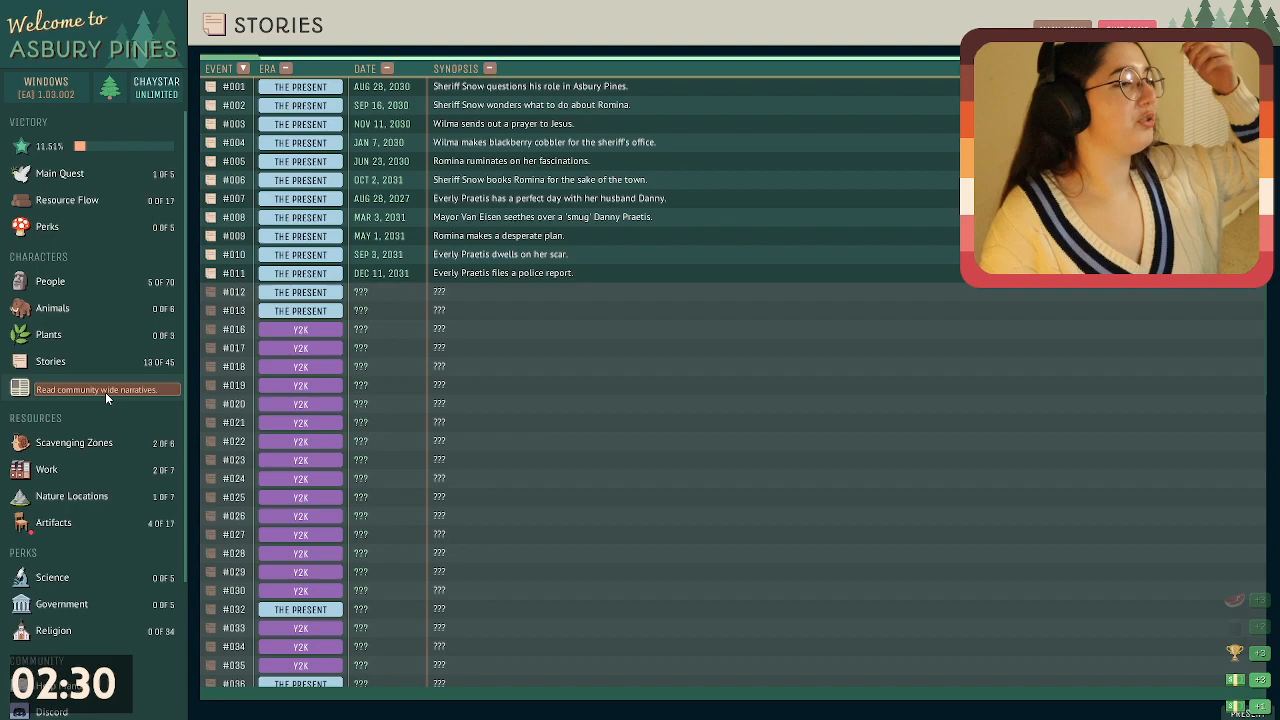 Welcome to
ASBURY PINES
WINDOWS
[EA] 1.03.002
CHAYSTAR
UNLIMITED
VICTORY
11.51%
Main Quest 1 OF 5
Resource Flow 0 OF 17
Perks 0 OF 5
CHARACTERS
People 5 OF 70
Animals 0 OF 6
Plants 0 OF 3
Stories 13 OF 45
Read community wide narratives.
RESOURCES
Scavenging Zones 2 OF 6
Work 2 OF 7
Nature Locations 1 OF 7
Artifacts 4 OF 17
PERKS
Science 0 OF 5
Government 0 OF 5
Religion 0 OF 34
COMMUNITY
02:30
Discord
STORIES
EVENT ERA DATE SYNOPSIS
#001 THE PRESENT AUG 28, 2030 Sheriff Snow questions his role in Asbury Pines.
#002 THE PRESENT SEP 16, 2030 Sheriff Snow wonders what to do about Romina.
#003 THE PRESENT NOV 11, 2030 Wilma sends out a prayer to Jesus.
#004 THE PRESENT JAN 7, 2030 Wilma makes blackberry cobbler for the sheriff's office.
#005 THE PRESENT JUN 23, 2030 Romina ruminates on her fascinations.
#006 THE PRESENT OCT 2, 2031 Sheriff Snow books Romina for the sake of the town.
#007 THE PRESENT AUG 28, 2027 Everly Praetis has a perfect day with her husband Danny.
#008 THE PRESENT MAR 3, 2031 Mayor Van Eisen seethes over a 'smug' Danny Praetis.
#009 THE PRESENT MAY 1, 2031 Romina makes a desperate plan.
#010 THE PRESENT SEP 3, 2031 Everly Praetis dwells on her scar.
#011 THE PRESENT DEC 11, 2031 Everly Praetis files a police report.
#012 THE PRESENT ??? ???
#013 THE PRESENT ??? ???
#016 Y2K ??? ???
#017 Y2K ??? ???
#018 Y2K ??? ???
#019 Y2K ??? ???
#020 Y2K ??? ???
#021 Y2K ??? ???
#022 Y2K ??? ???
#023 Y2K ??? ???
#024 Y2K ??? ???
#025 Y2K ??? ???
#026 Y2K ??? ???
#027 Y2K ??? ???
#028 Y2K ??? ???
#029 Y2K ??? ???
#030 Y2K ??? ???
#032 THE PRESENT ??? ???
#033 Y2K ??? ???
#034 Y2K ??? ???
#035 Y2K ??? ???
#036 THE PRESENT ??? ???
+3
+2
+3
+2
+1